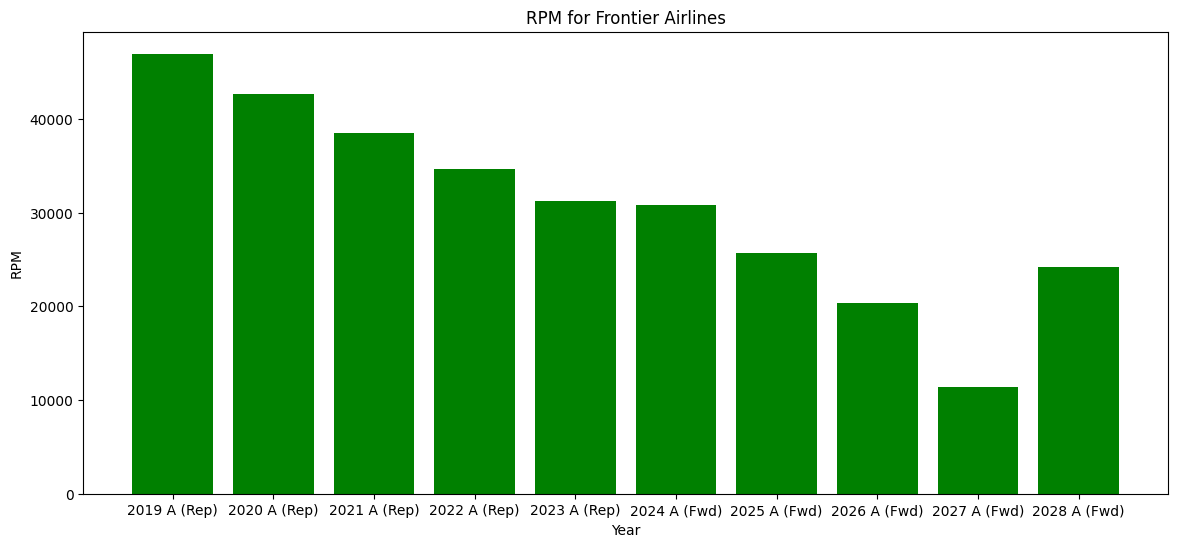 RPM for Frontier Airlines
RPM
40000
30000
20000
10000
0
2019 A (Rep) 2020 A (Rep) 2021 A (Rep) 2022 A (Rep) 2023 A (Rep) 2024 A (Fwd) 2025 A (Fwd) 2026 A (Fwd) 2027 A (Fwd) 2028 A (Fwd)
Year